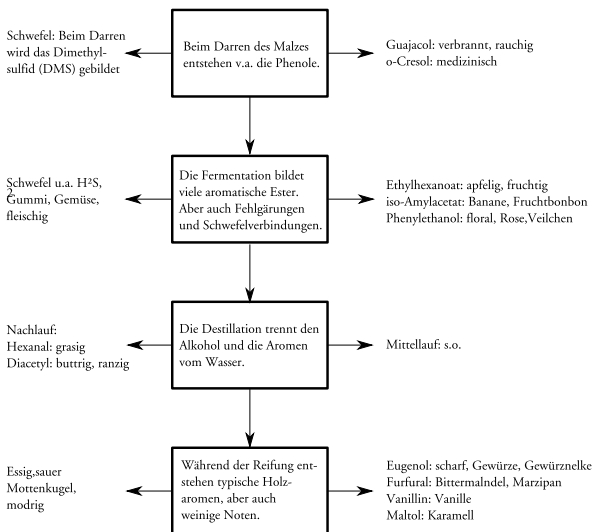 Schwefel: Beim Darren
wird das Dimethyl-
sulfid (DMS) gebildet
Beim Darren des Malzes
entstehen v.a. die Phenole.
Guajacol: verbrannt, rauchig
o-Cresol: medizinisch
Schwefel u.a. H²S,
2
Gummi, Gemüse,
fleischig
Die Fermentation bildet
viele aromatische Ester.
Aber auch Fehlgärungen
und Schwefelverbindungen.
Ethylhexanoat: apfelig, fruchtig
iso-Amylacetat: Banane, Fruchtbonbon
Phenylethanol: floral, Rose,Veilchen
Nachlauf:
Hexanal: grasig
Diacetyl: buttrig, ranzig
Die Destillation trennt den
Alkohol und die Aromen
vom Wasser.
Mittellauf: s.o.
Essig,sauer
Mottenkugel,
modrig
Während der Reifung ent-
stehen typische Holz-
aromen, aber auch
weinige Noten.
Eugenol: scharf, Gewürze, Gewürznelke
Furfural: Bittermalndel, Marzipan
Vanillin: Vanille
Maltol: Karamell